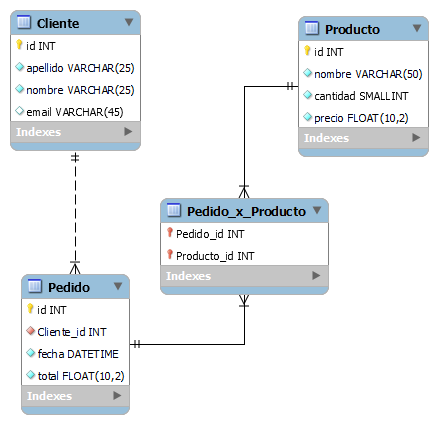 Cliente
id INT
apellido VARCHAR(25)
nombre VARCHAR(25)
email VARCHAR(45)
Indexes
Producto
id INT
nombre VARCHAR(50)
cantidad SMALLINT
precio FLOAT(10,2)
Indexes
Pedido_x_Producto
Pedido_id INT
Producto_id INT
Indexes
Pedido
id INT
Cliente_id INT
fecha DATETIME
total FLOAT(10,2)
Indexes